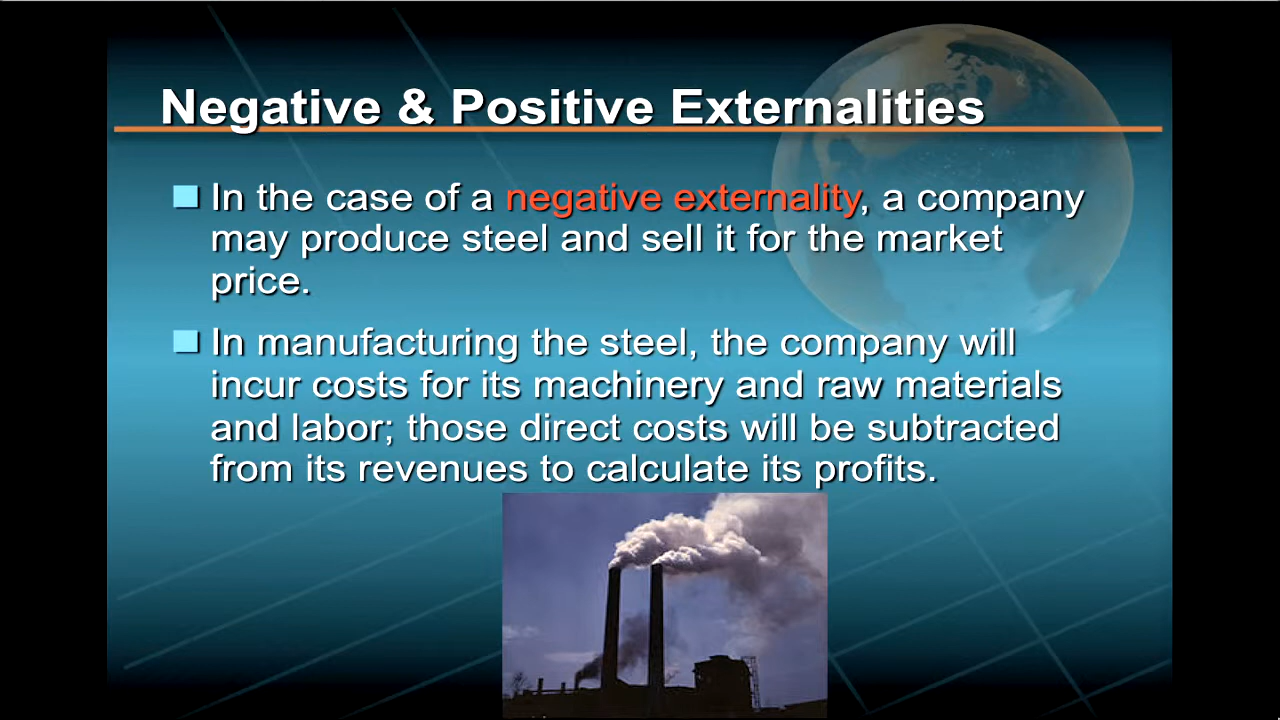 Negative & Positive Externalities
In the case of a negative externality, a company
may produce steel and sell it for the market
price.
In manufacturing the steel, the company will
incur costs for its machinery and raw materials
and labor; those direct costs will be subtracted
from its revenues to calculate its profits.